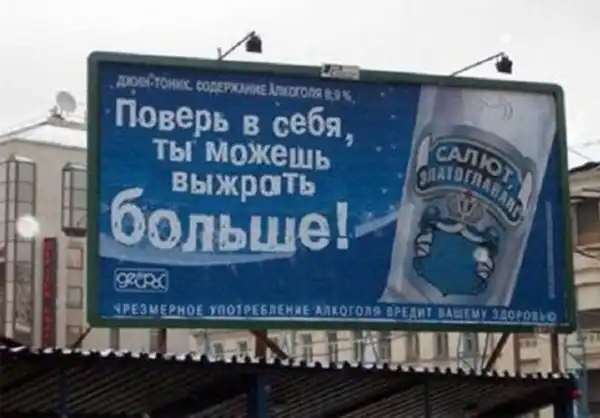 ДЖИН-ТОНИК. СОДЕРЖАНИЕ АЛКОГОЛЯ 8,9 %
Поверь в себя,
ты можешь
выжрать
больше!
САЛЮТ,
ЗЛАТОГЛАВАЯ!
ЧРЕЗМЕРНОЕ УПОТРЕБЛЕНИЕ АЛКОГОЛЯ ВРЕДИТ ВАШЕМУ ЗДОРОВЬЮ